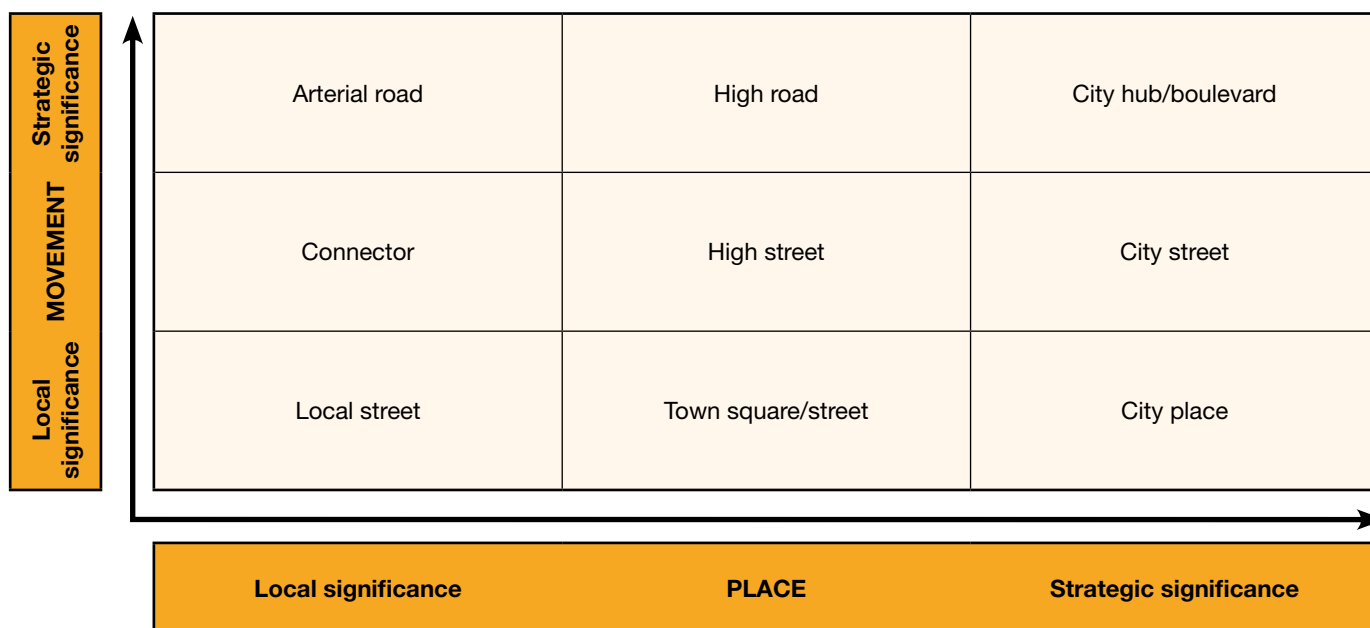 Strategic
significance
MOVEMENT
Local
significance
Arterial road
High road
City hub/boulevard
Connector
High street
City street
Local street
Town square/street
City place
Local significance
PLACE
Strategic significance